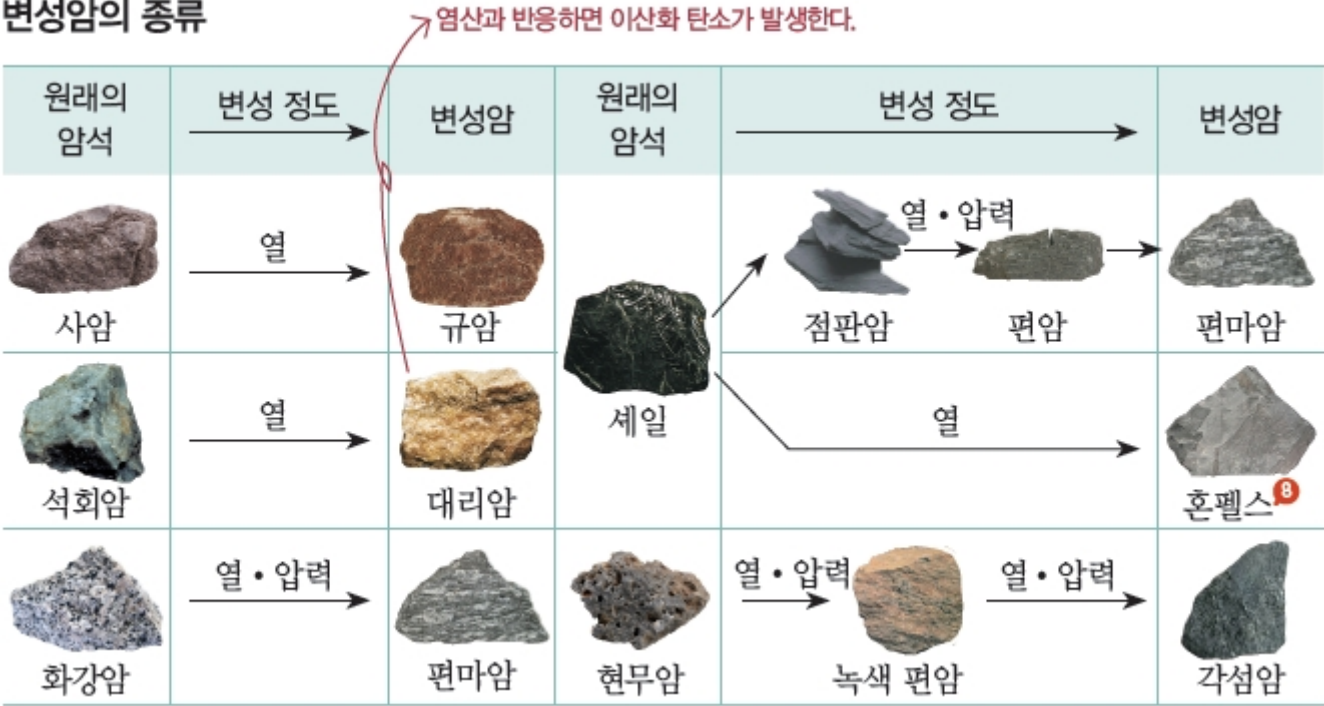 변성암의 종류
염산과 반응하면 이산화 탄소가 발생한다.
원래의
암석
변성 정도
변성암
원래의
암석
변성 정도
변성암
열
사암
규암
열
석회암
대리암
열·압력
화강암
편마암
셰일
열·압력
점판암
편암
편마암
열
혼펠스 8
현무암
열·압력
녹색 편암
열·압력
각섬암